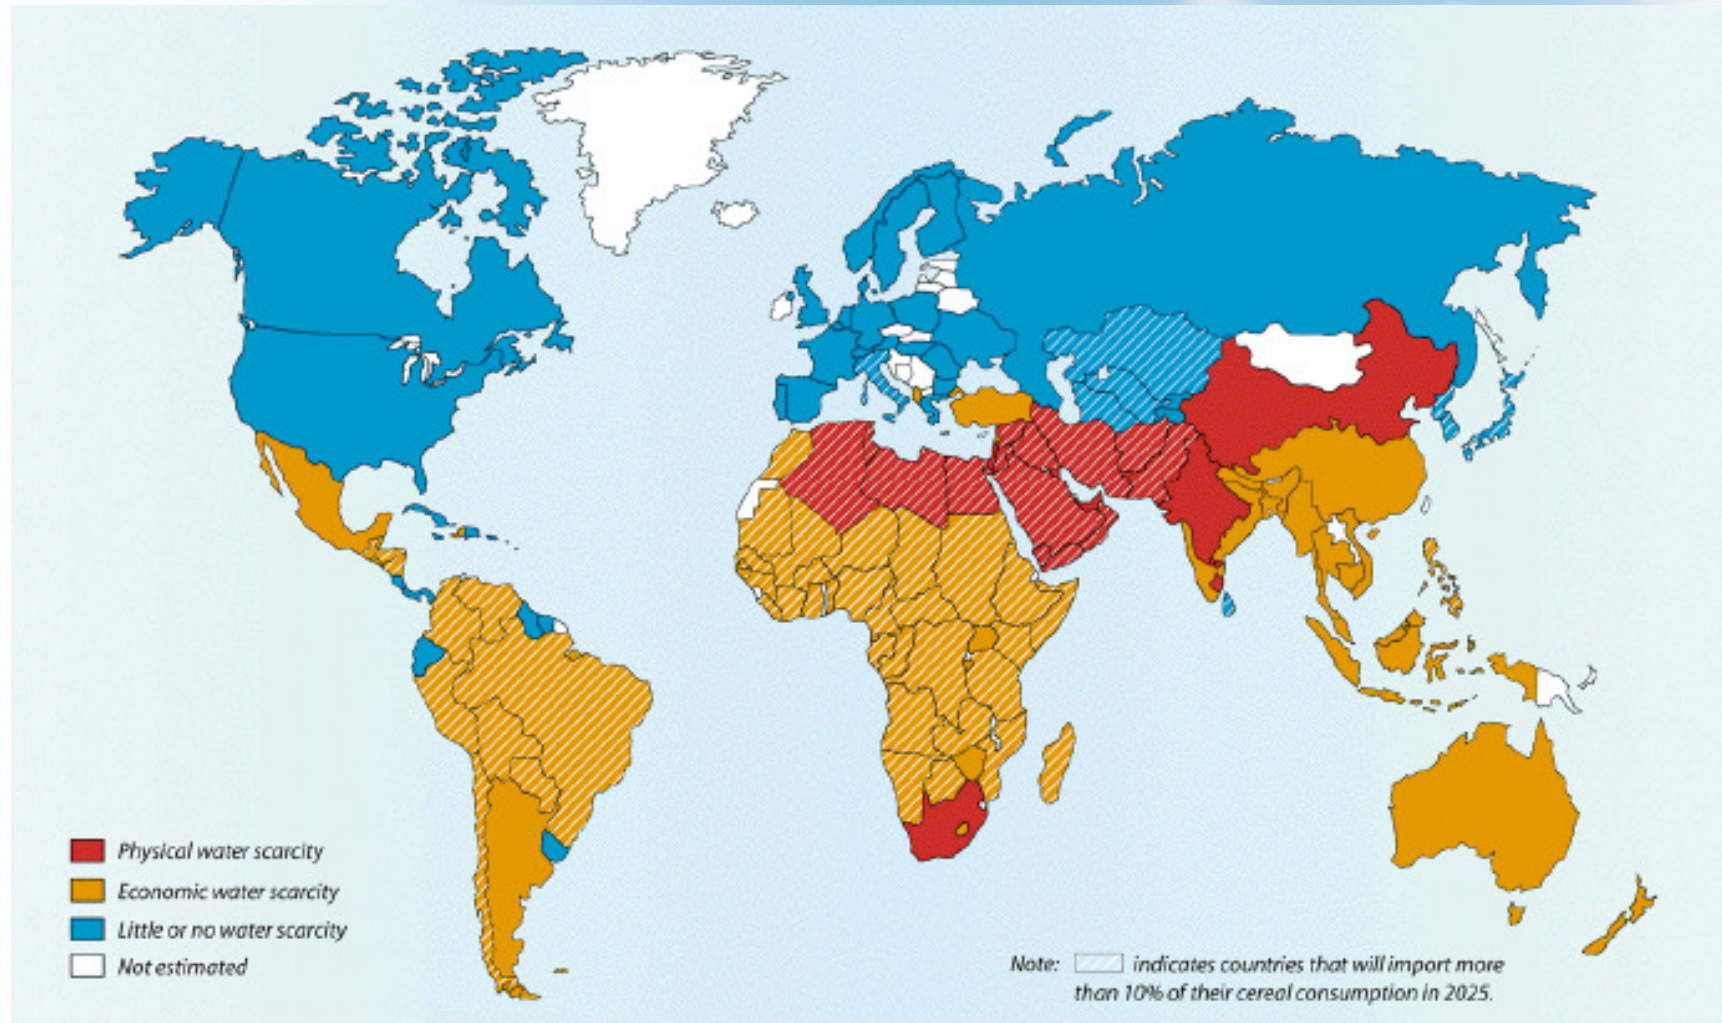 Physical water scarcity
Economic water scarcity
Little or no water scarcity
Not estimated
Note: indicates countries that will import more
than 10% of their cereal consumption in 2025.